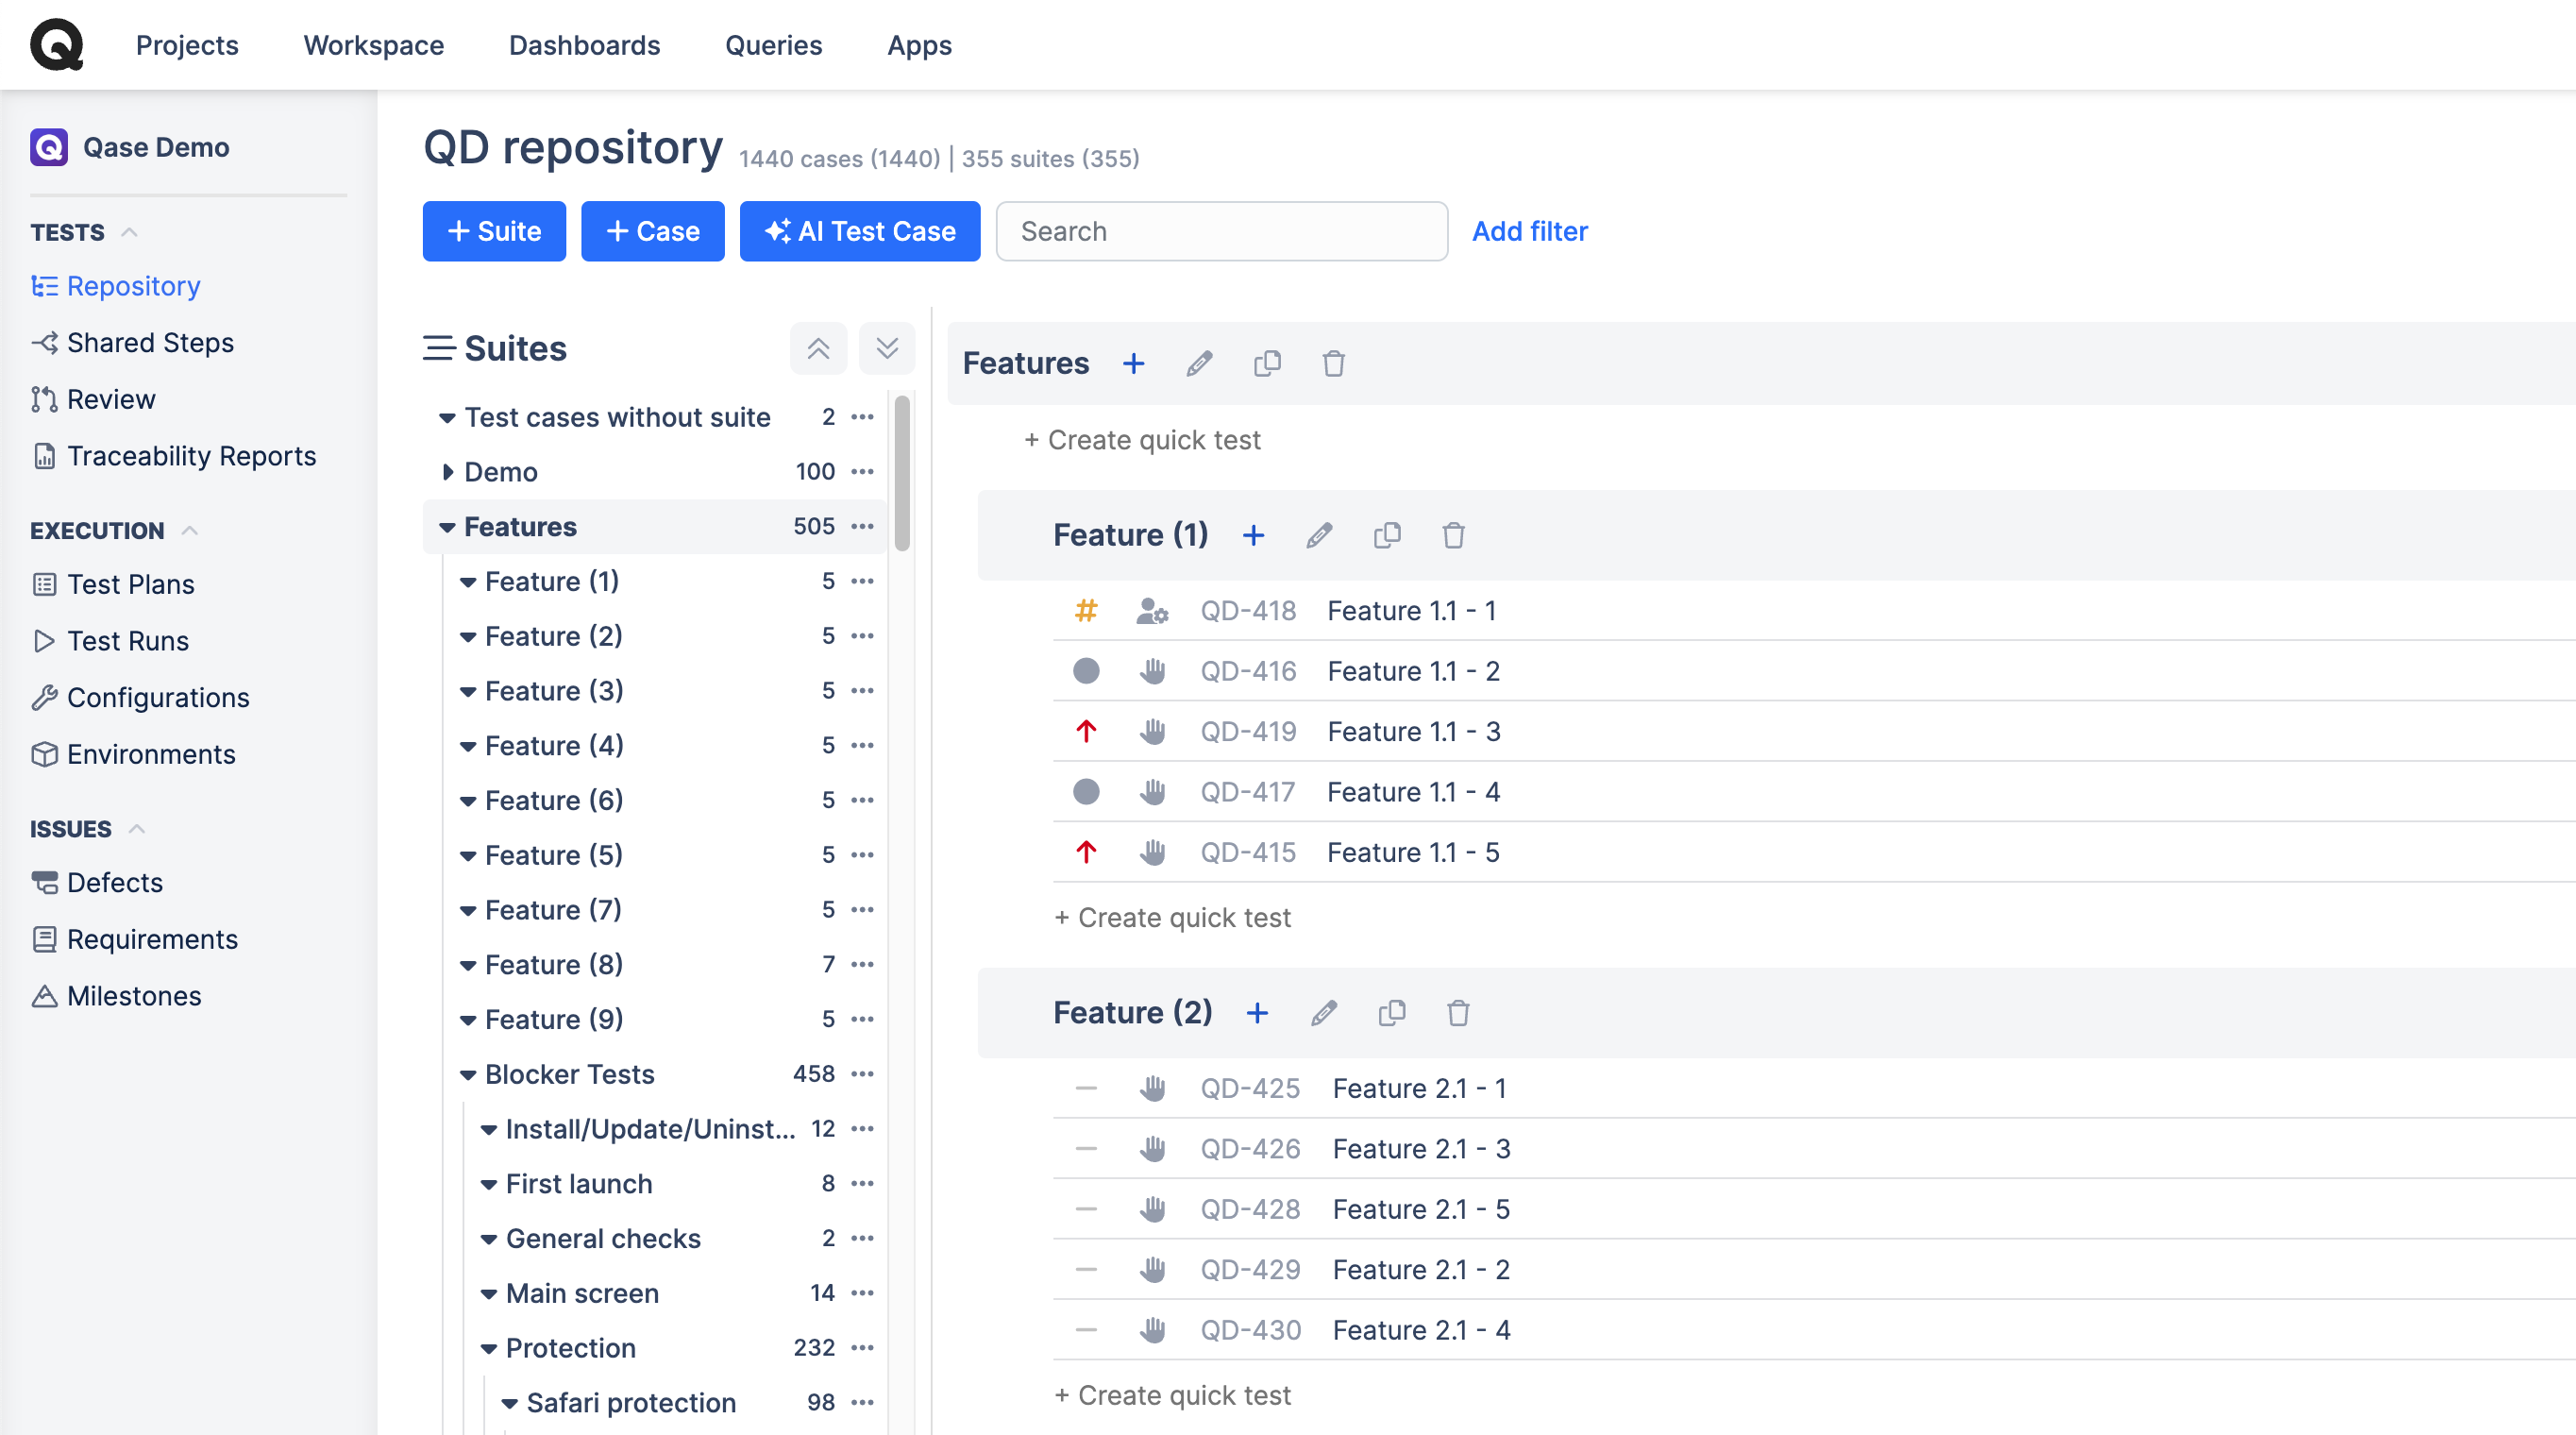 Projects Workspace Dashboards Queries Apps
Qase Demo
TESTS
Repository
Shared Steps
Review
Traceability Reports
EXECUTION
Test Plans
Test Runs
Configurations
Environments
ISSUES
Defects
Requirements
Milestones
QD repository 1440 cases (1440) | 355 suites (355)
+ Suite + Case AI Test Case Search Add filter
Suites
Test cases without suite 2
Demo 100
Features 505
Feature (1) 5
Feature (2) 5
Feature (3) 5
Feature (4) 5
Feature (6) 5
Feature (5) 5
Feature (7) 5
Feature (8) 7
Feature (9) 5
Blocker Tests 458
Install/Update/Uninst... 12
First launch 8
General checks 2
Main screen 14
Protection 232
Safari protection 98
Features
+ Create quick test
Feature (1)
QD-418 Feature 1.1 - 1
QD-416 Feature 1.1 - 2
QD-419 Feature 1.1 - 3
QD-417 Feature 1.1 - 4
QD-415 Feature 1.1 - 5
+ Create quick test
Feature (2)
QD-425 Feature 2.1 - 1
QD-426 Feature 2.1 - 3
QD-428 Feature 2.1 - 5
QD-429 Feature 2.1 - 2
QD-430 Feature 2.1 - 4
+ Create quick test